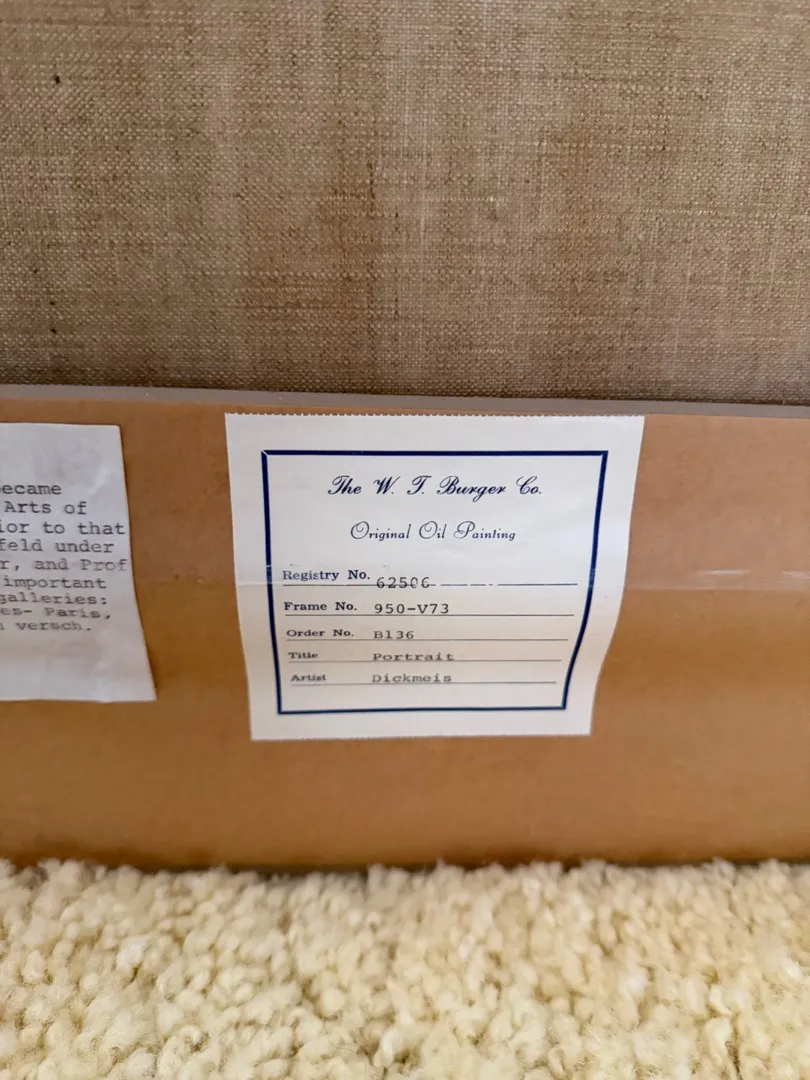 ecame
Arts of
ior to that
feld under
r, and Prof
important
galleries:
es- Paris,
versch.
The W. T. Burger Co.
Original Oil Painting
Registry No. 62506
Frame No. 950-V73
Order No. B136
Title Portrait
Artist Dickmeis